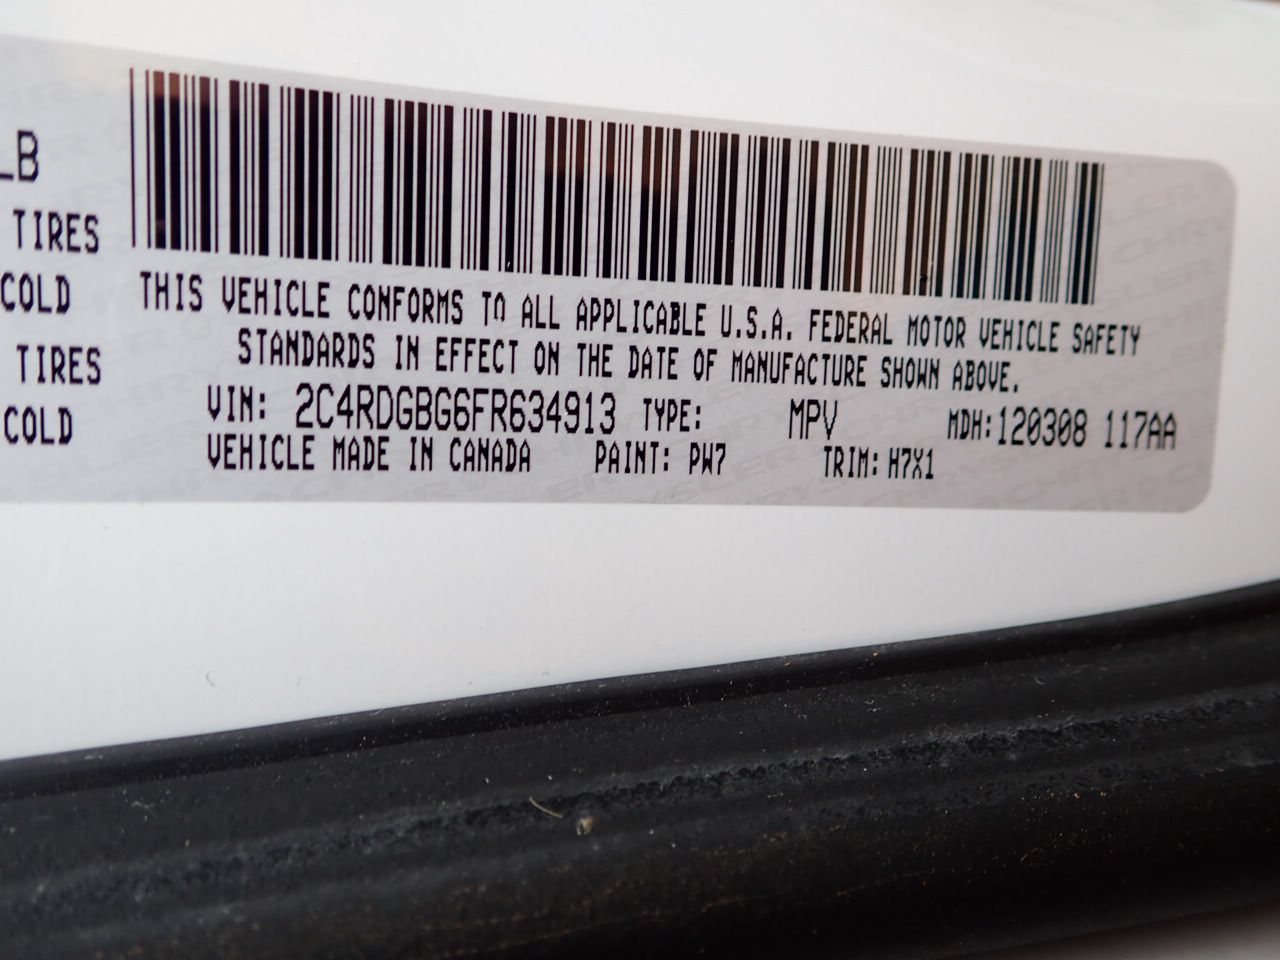 LB
TIRES
COLD
TIRES
COLD
THIS VEHICLE CONFORMS TO ALL APPLICABLE U.S.A. FEDERAL MOTOR VEHICLE SAFETY
STANDARDS IN EFFECT ON THE DATE OF MANUFACTURE SHOWN ABOVE.
VIN: 2C4RDGBG6FR634913 TYPE: MPV MDH:120308 117AA
VEHICLE MADE IN CANADA PAINT: PW7 TRIM: H7X1